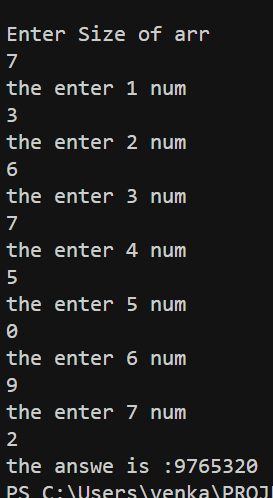 Enter Size of arr
7
the enter 1 num
3
the enter 2 num
6
the enter 3 num
7
the enter 4 num
5
the enter 5 num
0
the enter 6 num
9
the enter 7 num
2
the answe is :9765320
PS C:\Users\venka\PROJ